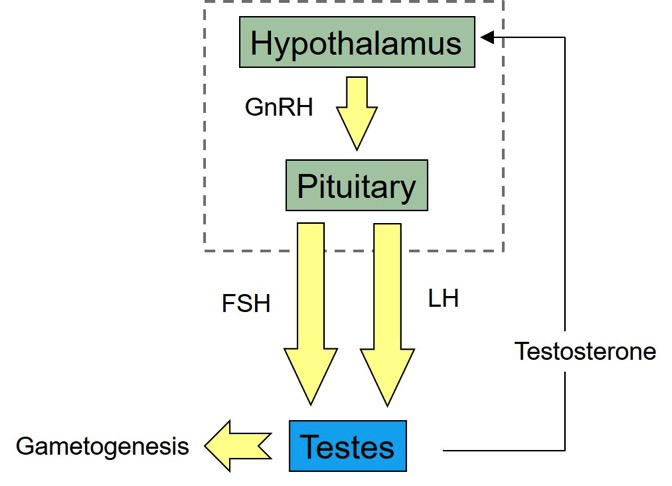 Hypothalamus
GnRH
Pituitary
FSH
LH
Testosterone
Gametogenesis
Testes